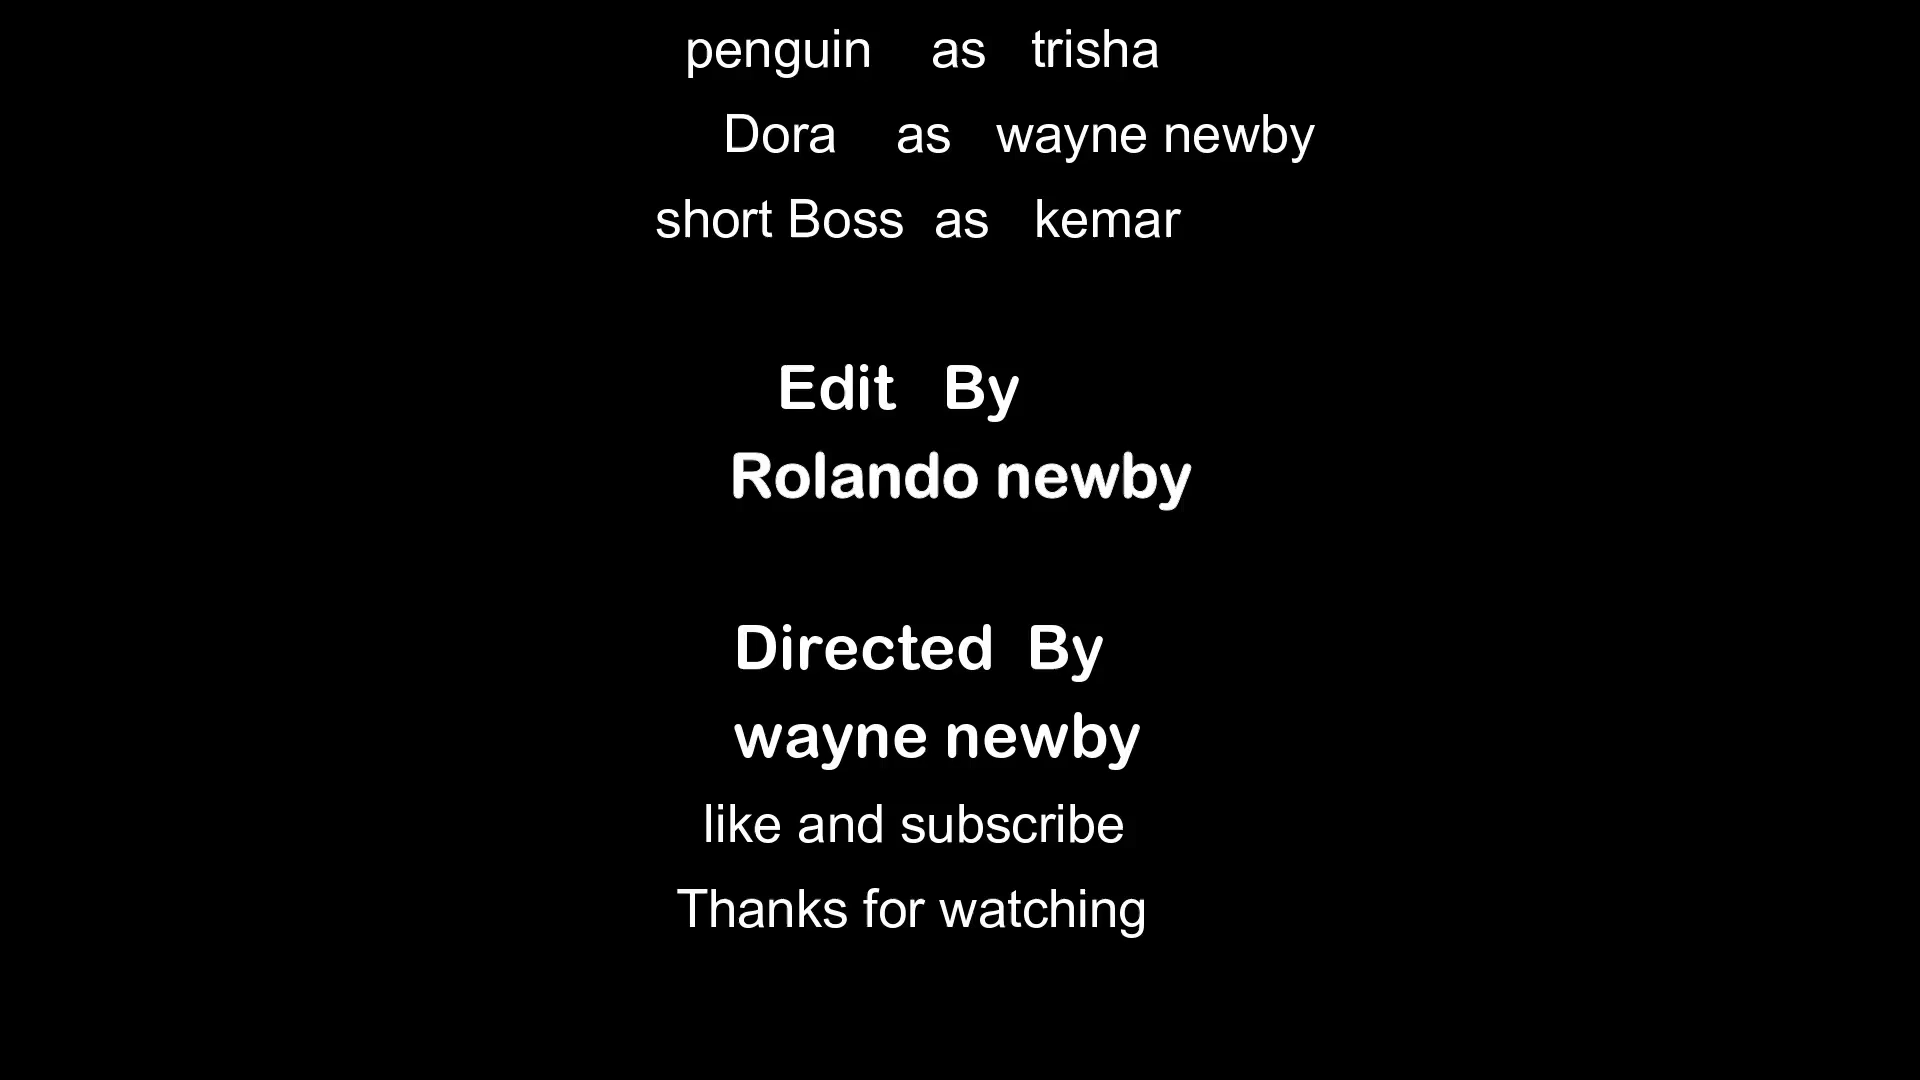 penguin as trisha
Dora as wayne newby
short Boss as kemar
Edit By
Rolando newby
Directed By
wayne newby
like and subscribe
Thanks for watching